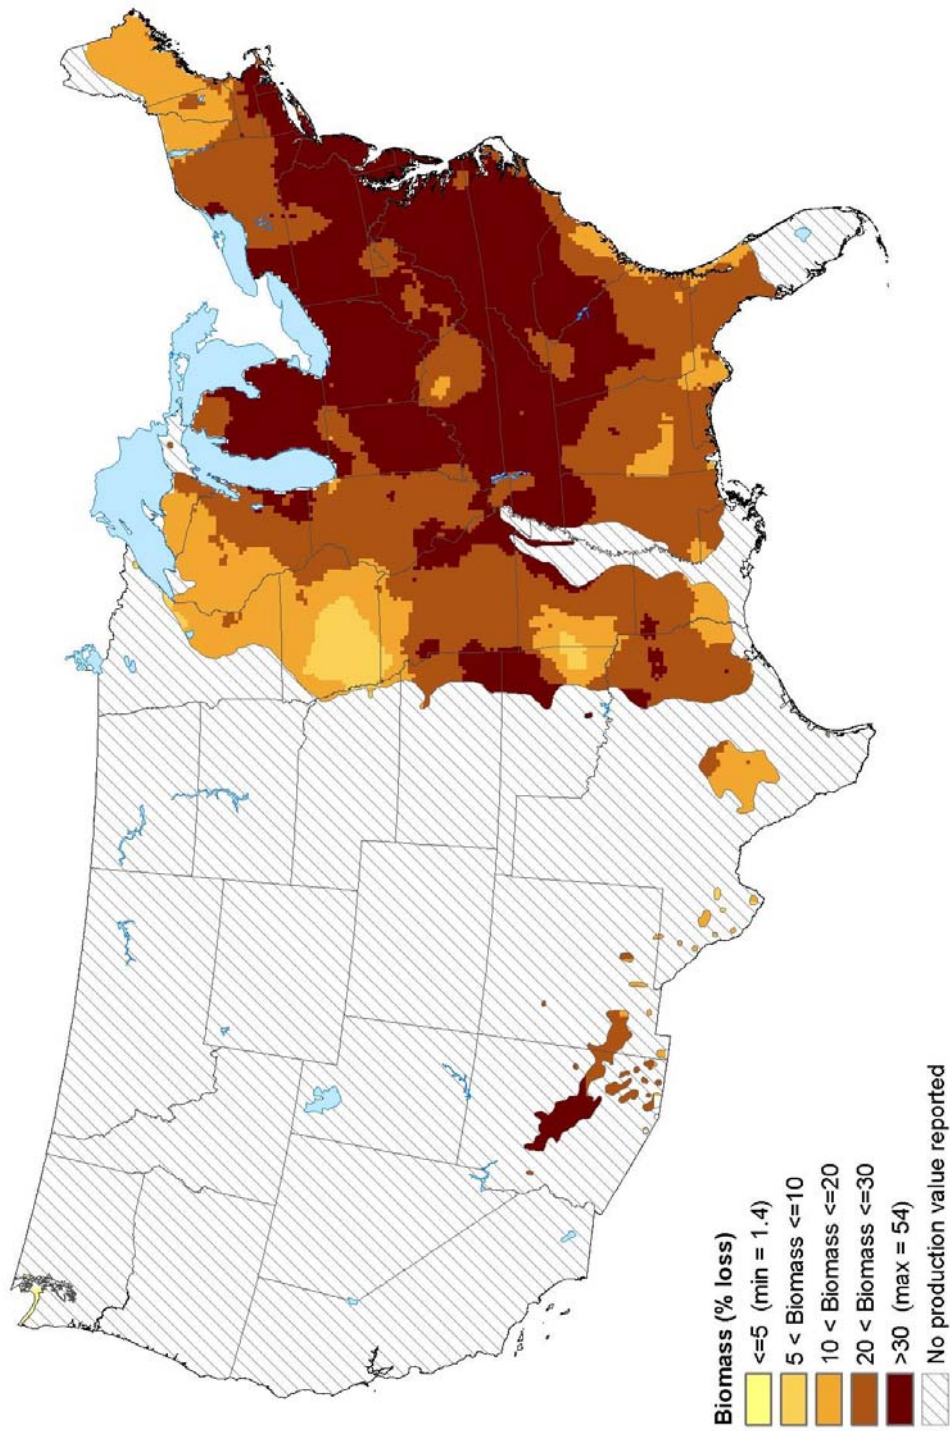 Biomass (% loss)
<=5 (min = 1.4)
5 < Biomass <=10
10 < Biomass <=20
20 < Biomass <=30
>30 (max = 54)
No production value reported